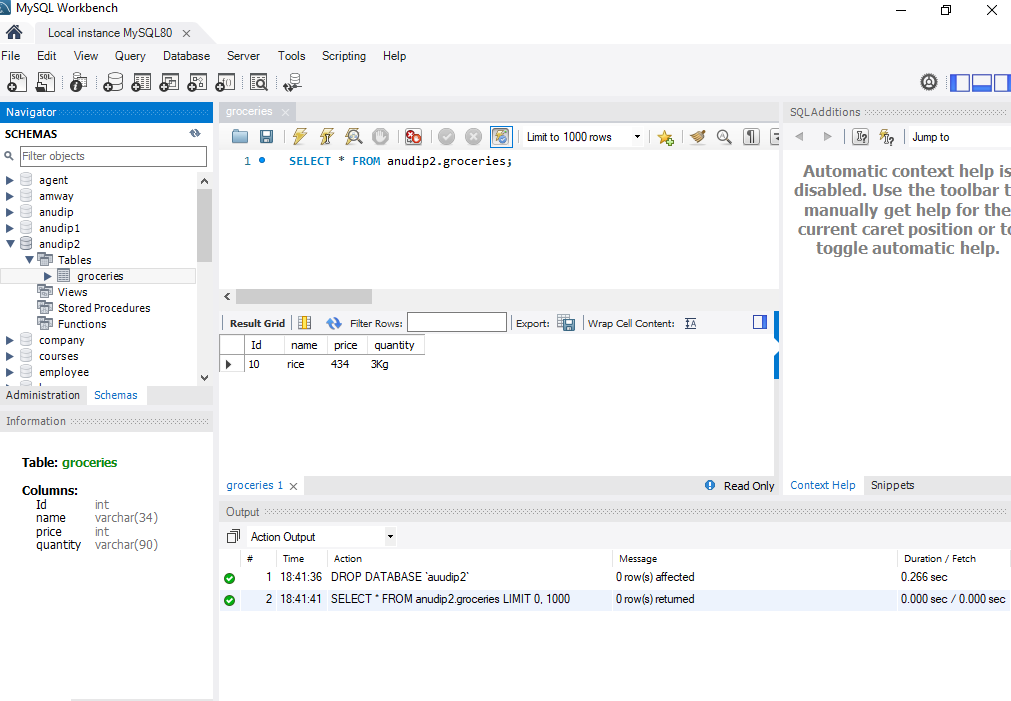 MySQL Workbench
Local instance MySQL80
File Edit View Query Database Server Tools Scripting Help
Navigator
SCHEMAS
Filter objects
agent
amway
anudip
anudip1
anudip2
Tables
groceries
Views
Stored Procedures
Functions
company
courses
employee
Administration Schemas
Information
Table: groceries
Columns:
Id int
name varchar(34)
price int
quantity varchar(90)
groceries
Limit to 1000 rows
1 SELECT * FROM anudip2.groceries;
Result Grid Filter Rows: Export: Wrap Cell Content:
Id name price quantity
10 rice 434 3Kg
groceries 1 Read Only
SQLAdditions
Jump to
Automatic context help is
disabled. Use the toolbar t
manually get help for the
current caret position or to
toggle automatic help.
Context Help Snippets
Output
Action Output
# Time Action Message Duration / Fetch
1 18:41:36 DROP DATABASE `auudip2` 0 row(s) affected 0.266 sec
2 18:41:41 SELECT * FROM anudip2.groceries LIMIT 0, 1000 0 row(s) returned 0.000 sec / 0.000 sec